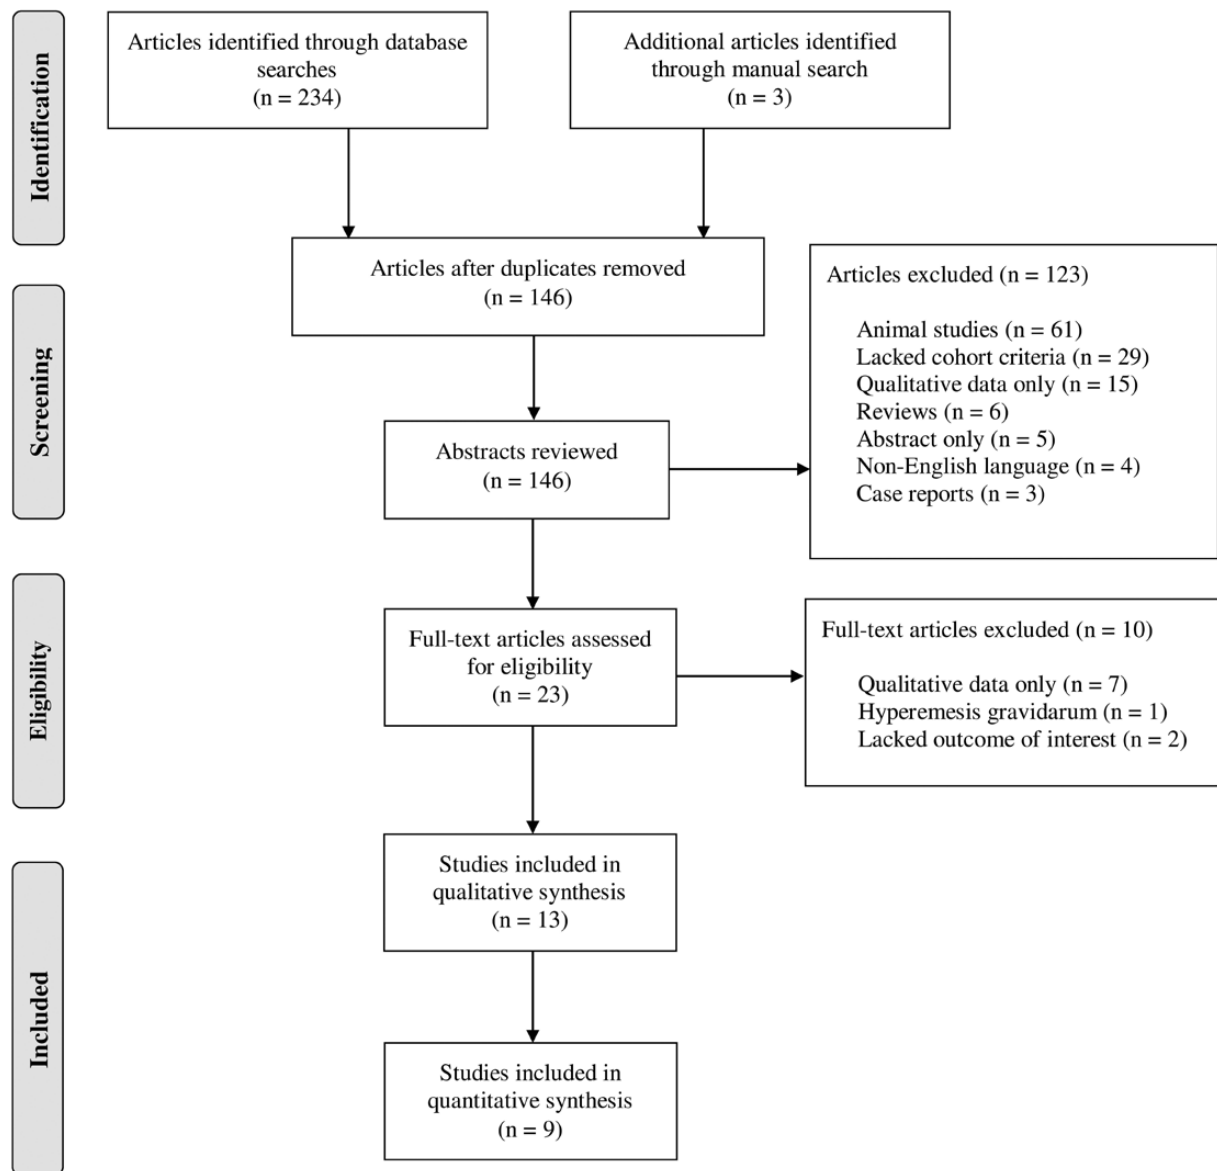 Identification
Articles identified through database
searches
(n = 234)
Additional articles identified
through manual search
(n = 3)
Articles after duplicates removed
(n = 146)
Screening
Abstracts reviewed
(n = 146)
Articles excluded (n = 123)
Animal studies (n = 61)
Lacked cohort criteria (n = 29)
Qualitative data only (n = 15)
Reviews (n = 6)
Abstract only (n = 5)
Non-English language (n = 4)
Case reports (n = 3)
Eligibility
Full-text articles assessed
for eligibility
(n = 23)
Full-text articles excluded (n = 10)
Qualitative data only (n = 7)
Hyperemesis gravidarum (n = 1)
Lacked outcome of interest (n = 2)
Included
Studies included in
qualitative synthesis
(n = 13)
Studies included in
quantitative synthesis
(n = 9)